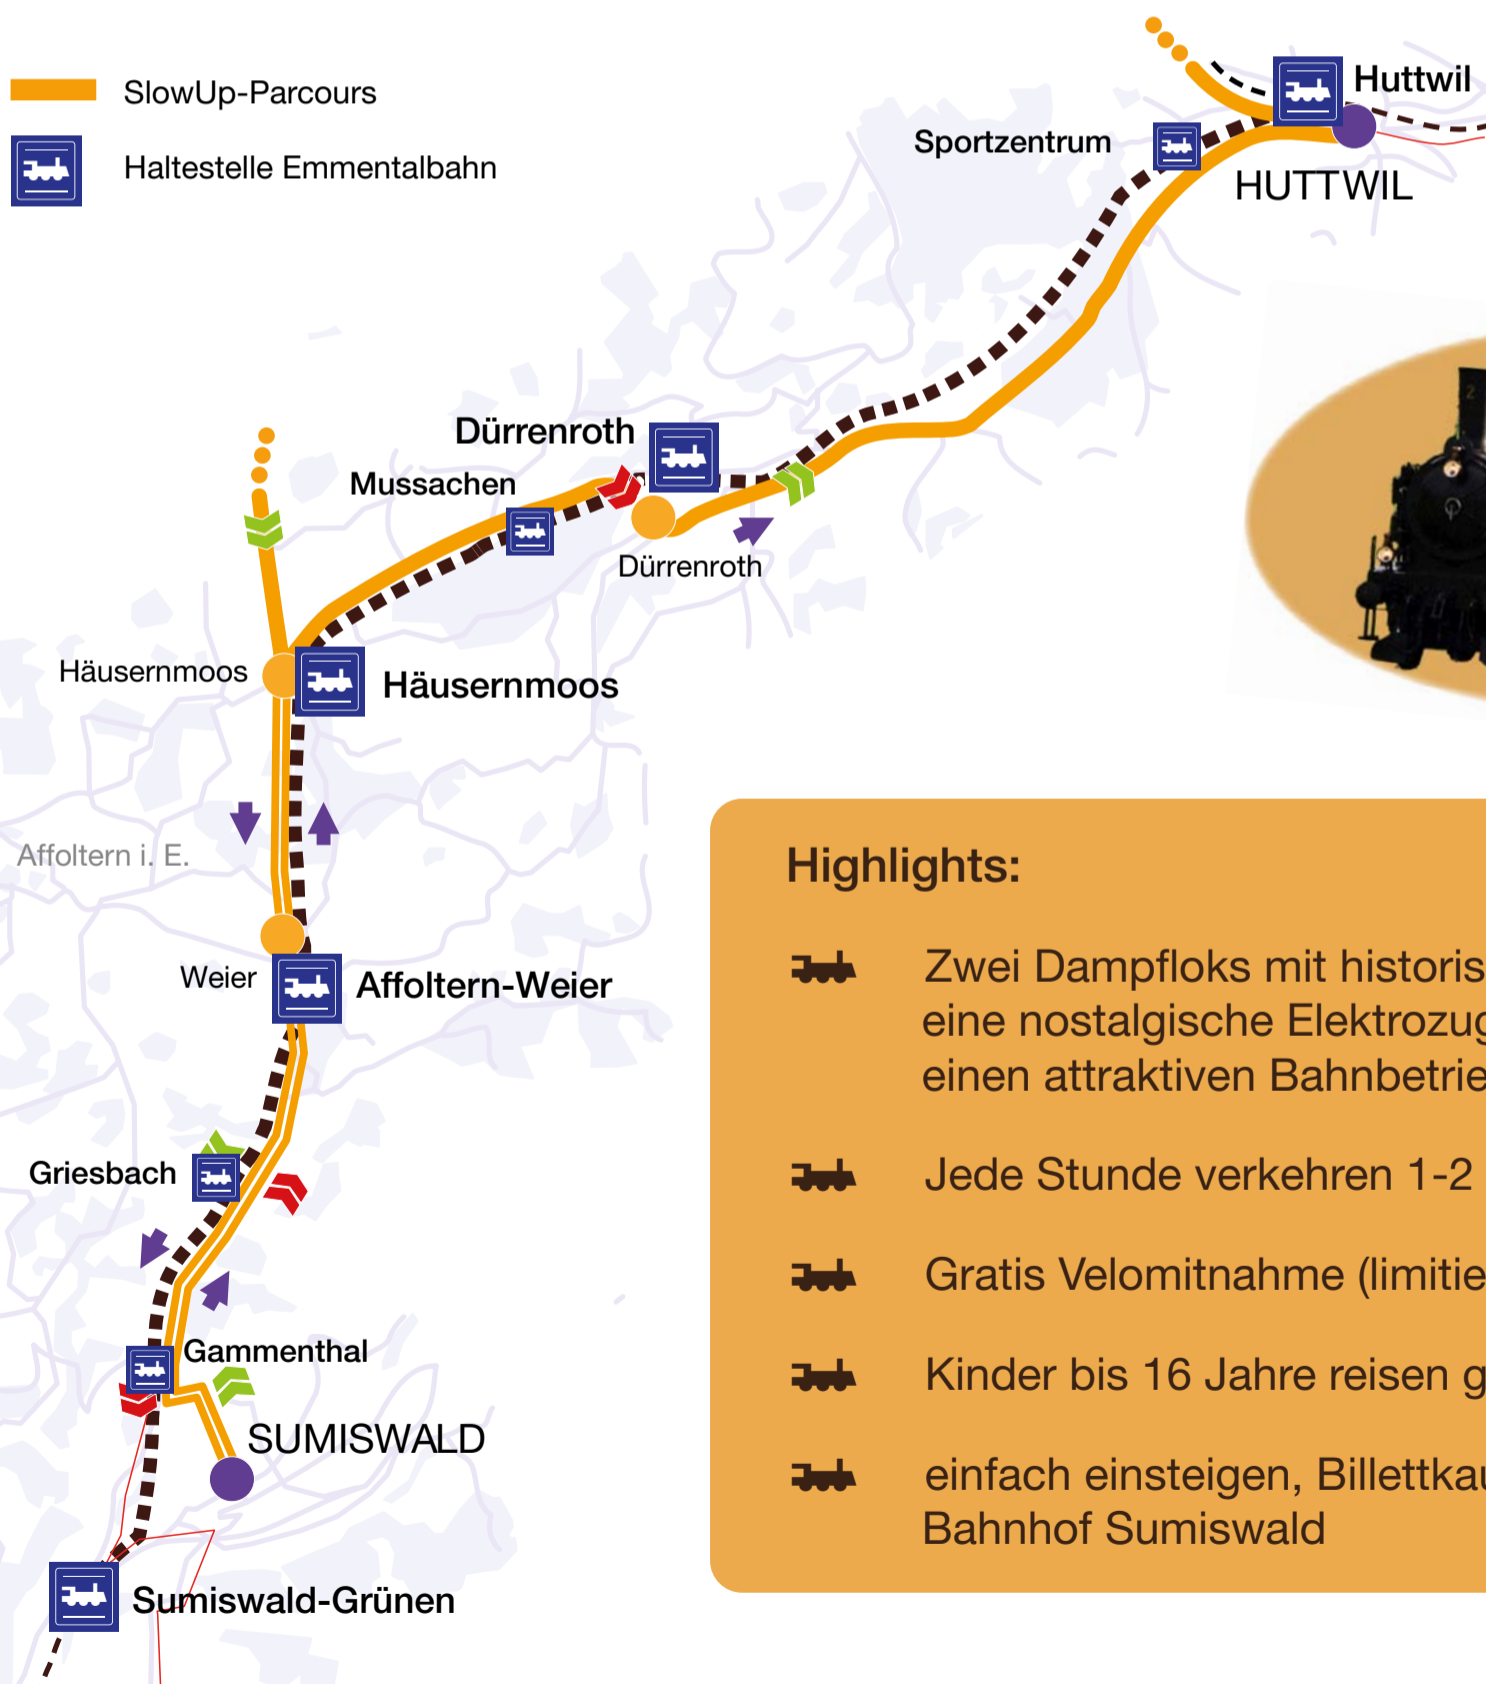 SlowUp-Parcours
Haltestelle Emmentalbahn
Huttwil
Sportzentrum
HUTTWIL
Dürrenroth
Mussachen
Dürrenroth
Häusernmoos
Häusernmoos
Affoltern i. E.
Weier
Affoltern-Weier
Griesbach
Gammenthal
SUMISWALD
Sumiswald-Grünen
Highlights:
Zwei Dampfloks mit historis
eine nostalgische Elektrozug
einen attraktiven Bahnbetrie
Jede Stunde verkehren 1-2
Gratis Velomitnahme (limitie
Kinder bis 16 Jahre reisen g
einfach einsteigen, Billettkau
Bahnhof Sumiswald